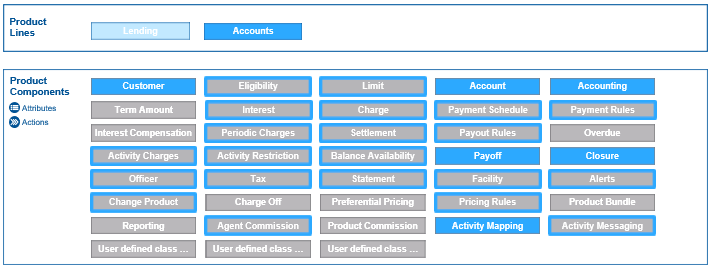 Product
Lines
Lending
Accounts
Product
Components
Attributes
Actions
Customer
Eligibility
Limit
Account
Accounting
Term Amount
Interest
Charge
Payment Schedule
Payment Rules
Interest Compensation
Periodic Charges
Settlement
Payout Rules
Overdue
Activity Charges
Activity Restriction
Balance Availability
Payoff
Closure
Officer
Tax
Statement
Facility
Alerts
Change Product
Charge Off
Preferential Pricing
Pricing Rules
Product Bundle
Reporting
Agent Commission
Product Commission
Activity Mapping
Activity Messaging
User defined class ...
User defined class ...
User defined class ...